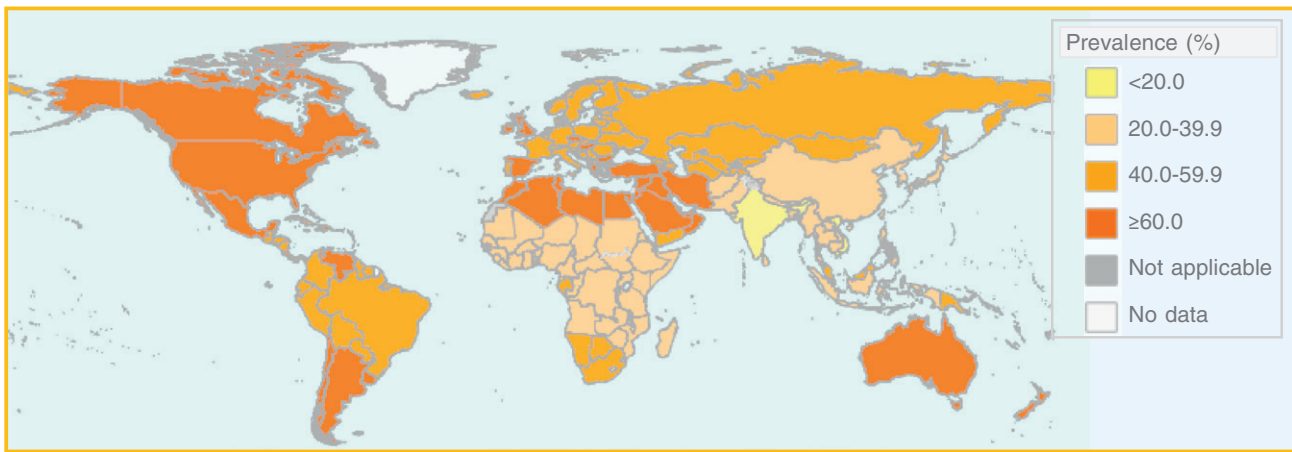 Prevalence (%)
<20.0
20.0-39.9
40.0-59.9
≥60.0
Not applicable
No data